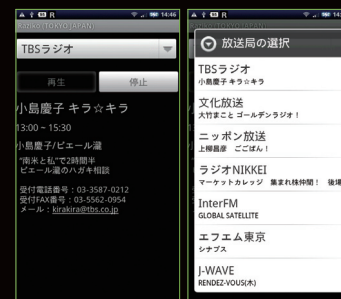 R
14:46
TBSラジオ
再生
停止
小島慶子 キラ☆キラ
13:00 ~ 15:30
小島慶子/ピエール瀧
"南米と私"で2時間半
ピエール瀧のハガキ相談
受付電話番号：03-3587-0212
受付FAX番号：03-5562-0954
メール：kirakira@tbs.co.jp
R
放送局の選択
TBSラジオ
小島慶子 キラ☆キラ
文化放送
大竹まこと ゴールデンラジオ！
ニッポン放送
上柳昌彦 ごごばん！
ラジオNIKKEI
マーケットカレッジ 集まれ株仲間！ 後場
InterFM
GLOBAL SATELLITE
エフエム東京
シナプス
J-WAVE
RENDEZ-VOUS(木)